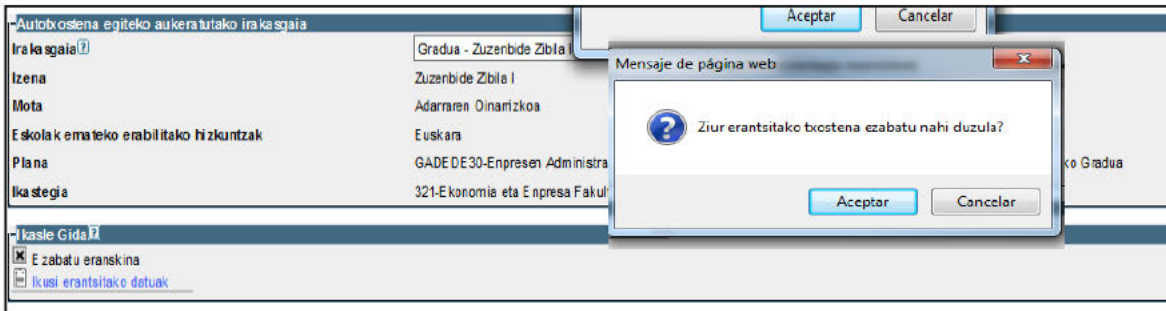 Aceptar Cancelar
Autotxostena egiteko aukeratutako irakasgaia
Irakasgaia ?
Gradua - Zuzenbide Zibila I
Izena Zuzenbide Zibila I
Mota Adarraren Oinarrizkoa
Eskolak emateko erabilitako hizkuntzak Euskara
Plana GADEDE30-Enpresen Administra ko Gradua
Ikastegia 321-Ekonomia eta Enpresa Fakul
Mensaje de página web
Ziur erantsitako txostena ezabatu nahi duzula?
Aceptar Cancelar
Ikasle Gida ?
Ezabatu eranskina
Ikusi erantsitako datuak